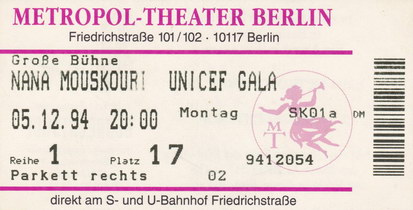 METROPOL-THEATER BERLIN
Friedrichstraße 101/102 · 10117 Berlin
Große Bühne
NANA MOUSKOURI UNICEF GALA
05.12.94 20:00 Montag SK01a DM
M T
Reihe 1 Platz 17 9412054
Parkett rechts 02
direkt am S- und U-Bahnhof Friedrichstraße